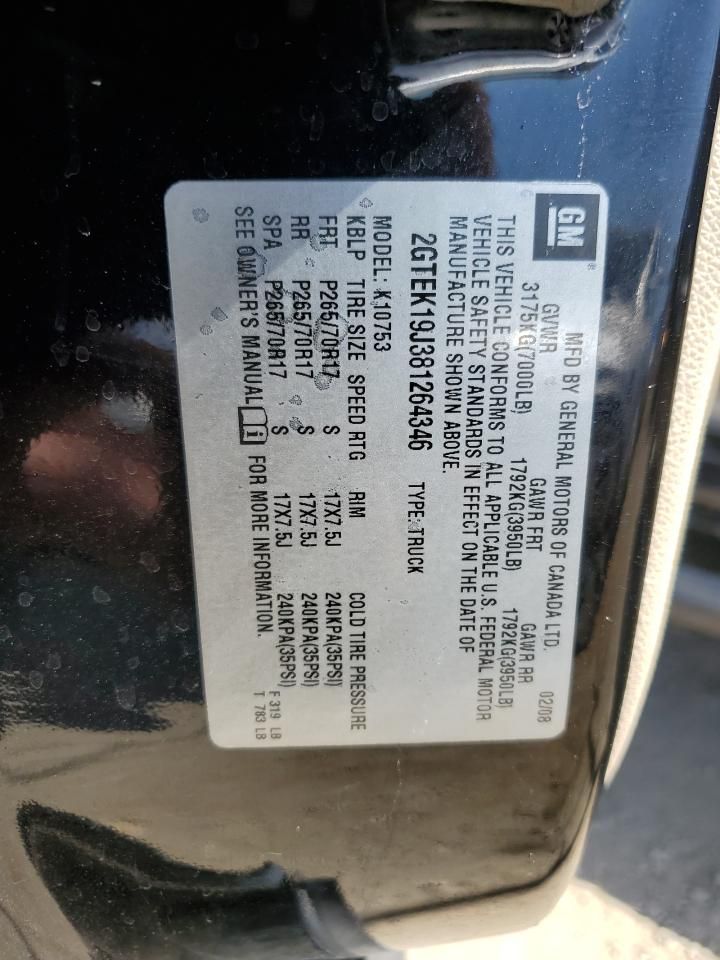 GM ®
MFD BY GENERAL MOTORS OF CANADA LTD.
02/08
GVWR GAWR FRT GAWR RR
3175KG(7000LB) 1792KG(3950LB) 1792KG(3950LB)
THIS VEHICLE CONFORMS TO ALL APPLICABLE U.S. FEDERAL MOTOR
VEHICLE SAFETY STANDARDS IN EFFECT ON THE DATE OF
MANUFACTURE SHOWN ABOVE.
2GTEK19J381264346 TYPE: TRUCK
MODEL: K10753
KBLP TIRE SIZE SPEED RTG RIM COLD TIRE PRESSURE
FRT P265/70R17 S 17X7.5J 240KPA(35PSI)
RR P265/70R17 S 17X7.5J 240KPA(35PSI)
SPA P265/70R17 S 17X7.5J 240KPA(35PSI)
SEE OWNER'S MANUAL i FOR MORE INFORMATION.
F 319 LB
T 783 LB